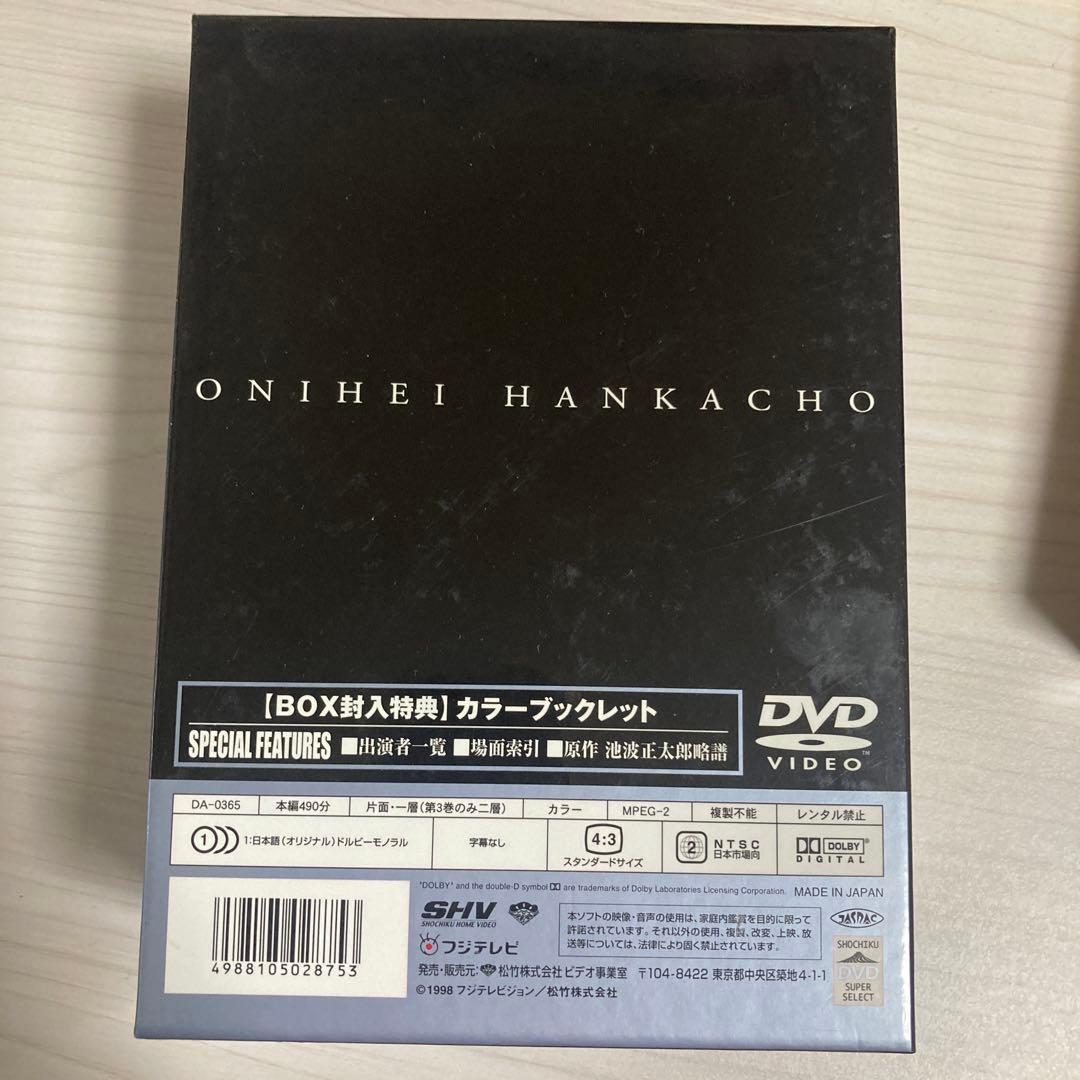 ONIHEI HANKACHO
【BOX封入特典】カラーブックレット
SPECIAL FEATURES ■出演者一覧 ■場面索引 ■原作 池波正太郎略譜
DVD
VIDEO
TM
DA-0365 本編490分 片面・一層(第3巻のみ二層) カラー MPEG-2 複製不能 レンタル禁止
1 1:日本語(オリジナル)ドルビーモノラル 字幕なし 4:3 スタンダードサイズ 2 NTSC 日本市場向 DOLBY DIGITAL
"DOLBY" and the double-D symbol are trademarks of Dolby Laboratories Licensing Corporation. MADE IN JAPAN
4988105028753
SHV
SHOCHIKU HOME VIDEO
フジテレビ
本ソフトの映像・音声の使用は、家庭内鑑賞を目的に限って
許諾されています。それ以外の使用、複製、改変、上映、放
送等については、法律により固く禁止されています。
JASRAC
発売・販売元:松竹株式会社 ビデオ事業室 〒104-8422 東京都中央区築地4-1-1
©1998 フジテレビジョン/松竹株式会社
SHOCHIKU
DVD
SUPER
SELECT